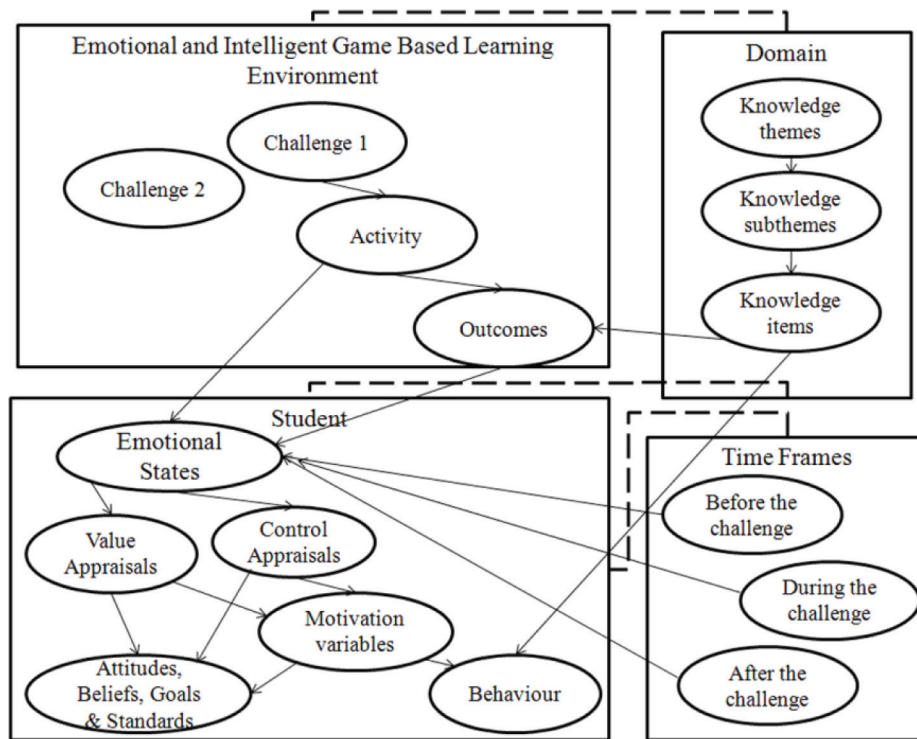 Emotional and Intelligent Game Based Learning
Environment
Challenge 1
Challenge 2
Activity
Outcomes
Domain
Knowledge
themes
Knowledge
subthemes
Knowledge
items
Student
Emotional
States
Value
Appraisals
Control
Appraisals
Motivation
variables
Attitudes,
Beliefs, Goals
& Standards
Behaviour
Time Frames
Before the
challenge
During the
challenge
After the
challenge